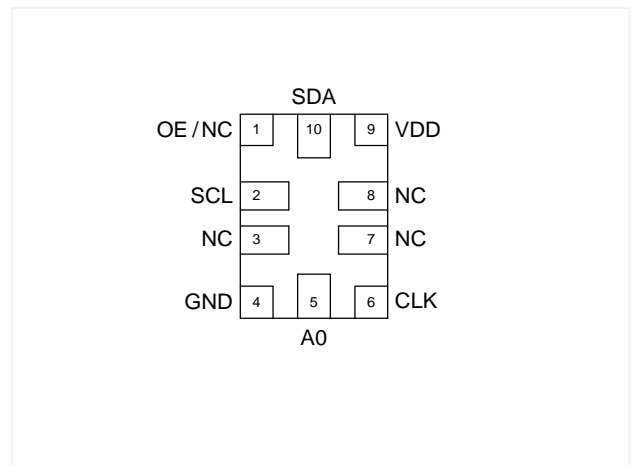 SDA
OE/NC 1 10 9 VDD
SCL 2 8 NC
NC 3 7 NC
GND 4 5 6 CLK
A0